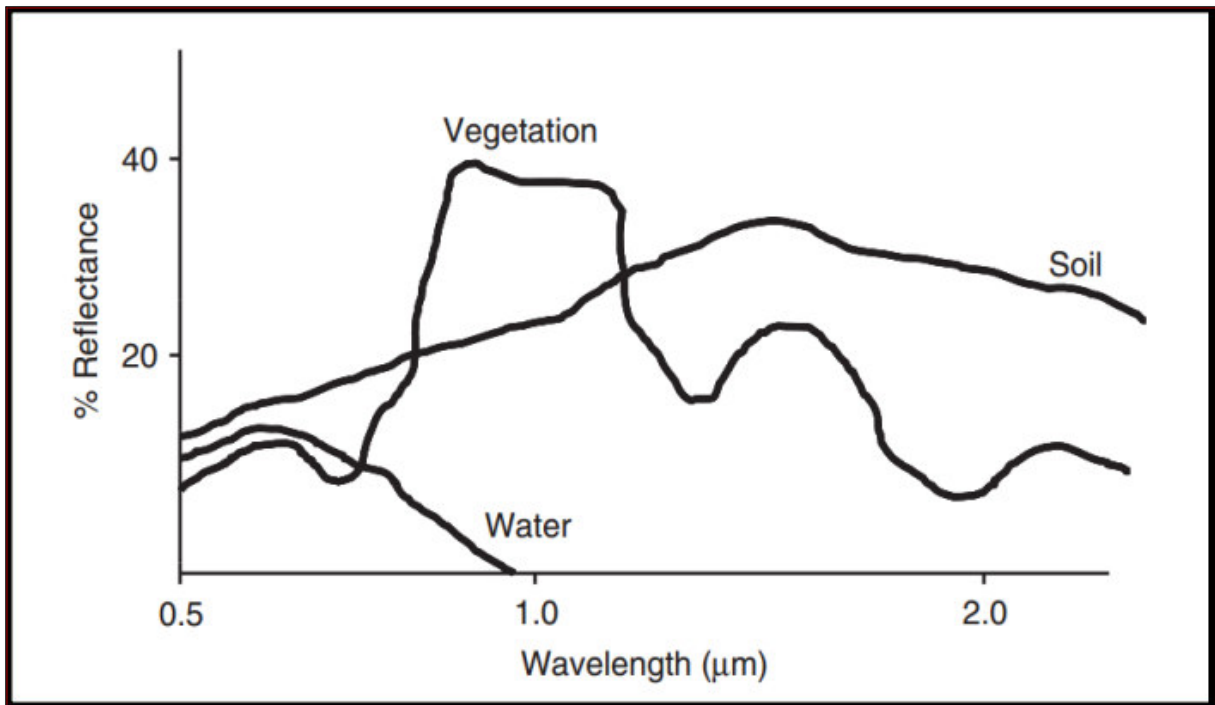 Vegetation
40
% Reflectance
Soil
20
Water
0.5
1.0
2.0
Wavelength (μm)